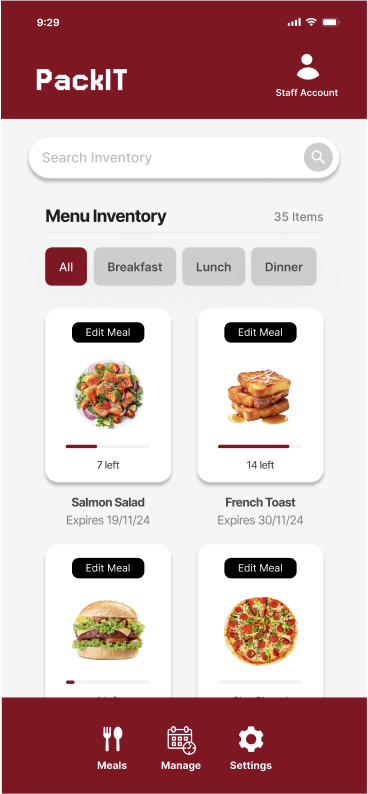 9:29
PackIT
Staff Account
Search Inventory
Menu Inventory
35 Items
All Breakfast Lunch Dinner
Edit Meal Edit Meal
7 left 14 left
Salmon Salad French Toast
Expires 19/11/24 Expires 30/11/24
Edit Meal Edit Meal
Meals Manage Settings